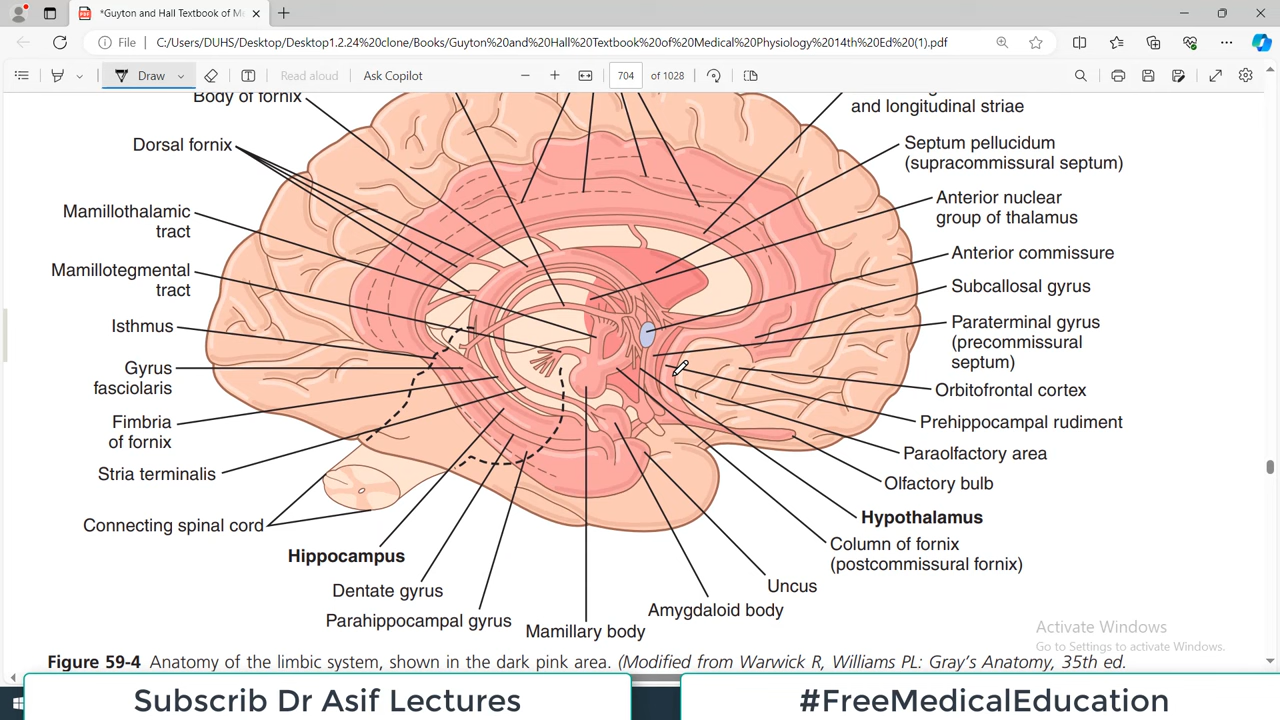 *Guyton and Hall Textbook of Me
File
C:/Users/DUHS/Desktop/Desktop1.2.24%20clone/Books/Guyton%20and%20Hall%20Textbook%20of%20Medical%20Physiology%2014th%20Ed%20(1).pdf
Draw
Read aloud
Ask Copilot
704
of 1028
Body of fornix
and longitudinal striae
Dorsal fornix
Septum pellucidum
(supracommissural septum)
Mamillothalamic
tract
Anterior nuclear
group of thalamus
Mamillotegmental
tract
Anterior commissure
Subcallosal gyrus
Isthmus
Paraterminal gyrus
(precommissural
septum)
Gyrus
fasciolaris
Orbitofrontal cortex
Fimbria
of fornix
Prehippocampal rudiment
Paraolfactory area
Stria terminalis
Olfactory bulb
Connecting spinal cord
Hypothalamus
Column of fornix
(postcommissural fornix)
Hippocampus
Uncus
Dentate gyrus
Amygdaloid body
Parahippocampal gyrus
Mamillary body
Activate Windows
Go to Settings to activate Windows.
Figure 59-4 Anatomy of the limbic system, shown in the dark pink area. (Modified from Warwick R, Williams PL: Gray's Anatomy, 35th ed.
Subscrib Dr Asif Lectures
#FreeMedicalEducation